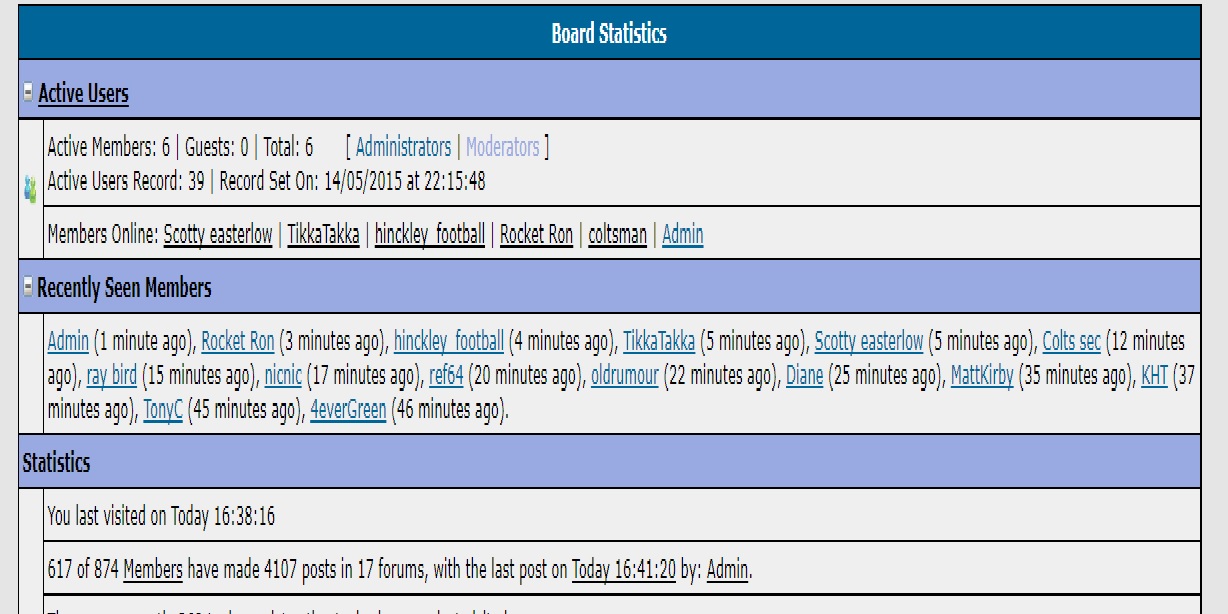 Board Statistics
Active Users
Active Members: 6 | Guests: 0 | Total: 6 [ Administrators | Moderators ]
Active Users Record: 39 | Record Set On: 14/05/2015 at 22:15:48
Members Online: Scotty easterlow | TikkaTakka | hinckley_football | Rocket Ron | coltsman | Admin
Recently Seen Members
Admin (1 minute ago), Rocket Ron (3 minutes ago), hinckley_football (4 minutes ago), TikkaTakka (5 minutes ago), Scotty easterlow (5 minutes ago), Colts sec (12 minutes
ago), ray bird (15 minutes ago), nicnic (17 minutes ago), ref64 (20 minutes ago), oldrumour (22 minutes ago), Diane (25 minutes ago), MattKirby (35 minutes ago), KHT (37
minutes ago), TonyC (45 minutes ago), 4everGreen (46 minutes ago).
Statistics
You last visited on Today 16:38:16
617 of 874 Members have made 4107 posts in 17 forums, with the last post on Today 16:41:20 by: Admin.